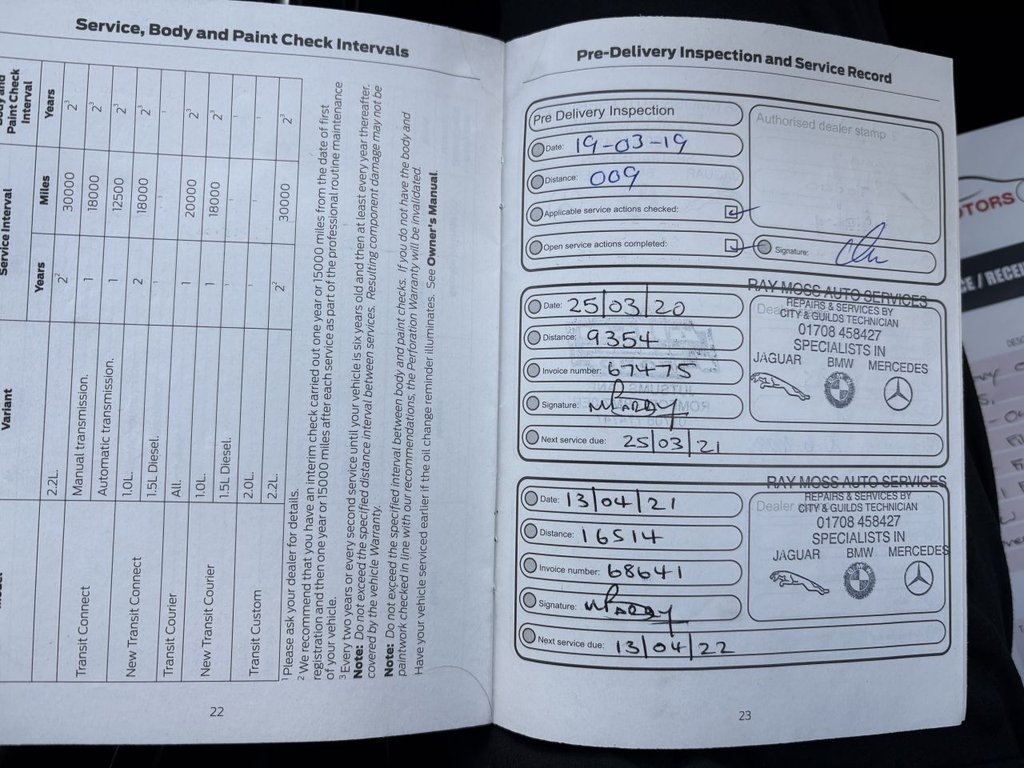 Service, Body and Paint Check Intervals
Variant
Service Interval
Paint Check
Interval
Years
Miles
Years
2.2L. 2² 30000 2³
Transit Connect
Manual transmission. 1 18000 2³
Automatic transmission. 1 12500 2³
New Transit Connect
1.0L. 2 18000 2³
1.5L Diesel. - - -
Transit Courier
All. 1 20000 2³
New Transit Courier
1.0L 1 18000 2³
1.5L Diesel. - - -
Transit Custom
2.0L - - -
2.2L. 2² 30000 2³
¹ Please ask your dealer for details.
² We recommend that you have an interim check carried out one year or 15000 miles from the date of first
registration and then one year or 15000 miles after each service as part of the professional routine maintenance
of your vehicle.
³ Every two years or every second service until your vehicle is six years old and then at least every year thereafter.
Note: Do not exceed the specified distance interval between services. Resulting component damage may not be
covered by the vehicle Warranty.
Note: Do not exceed the specified interval between body and paint checks. If you do not have the body and
paintwork checked in line with our recommendations, the Perforation Warranty will be invalidated.
Have your vehicle serviced earlier if the oil change reminder illuminates. See Owner's Manual.
22
Pre-Delivery Inspection and Service Record
Pre Delivery Inspection
Date: 19-03-19
Distance: 009
Applicable service actions checked:
Open service actions completed:
Authorised dealer stamp
Signature:
Date: 25/03/20
Distance: 9354
Invoice number: 67475
Signature:
Next service due: 25/03/21
RAY MOSS AUTO SERVICES
REPAIRS & SERVICES BY
CITY & GUILDS TECHNICIAN
01708 458427
SPECIALISTS IN
JAGUAR BMW MERCEDES
Date: 13/04/21
Distance: 16514
Invoice number: 68641
Signature:
Next service due: 13/04/22
RAY MOSS AUTO SERVICES
REPAIRS & SERVICES BY
Dealer
CITY & GUILDS TECHNICIAN
01708 458427
SPECIALISTS IN
JAGUAR BMW MERCEDES
23